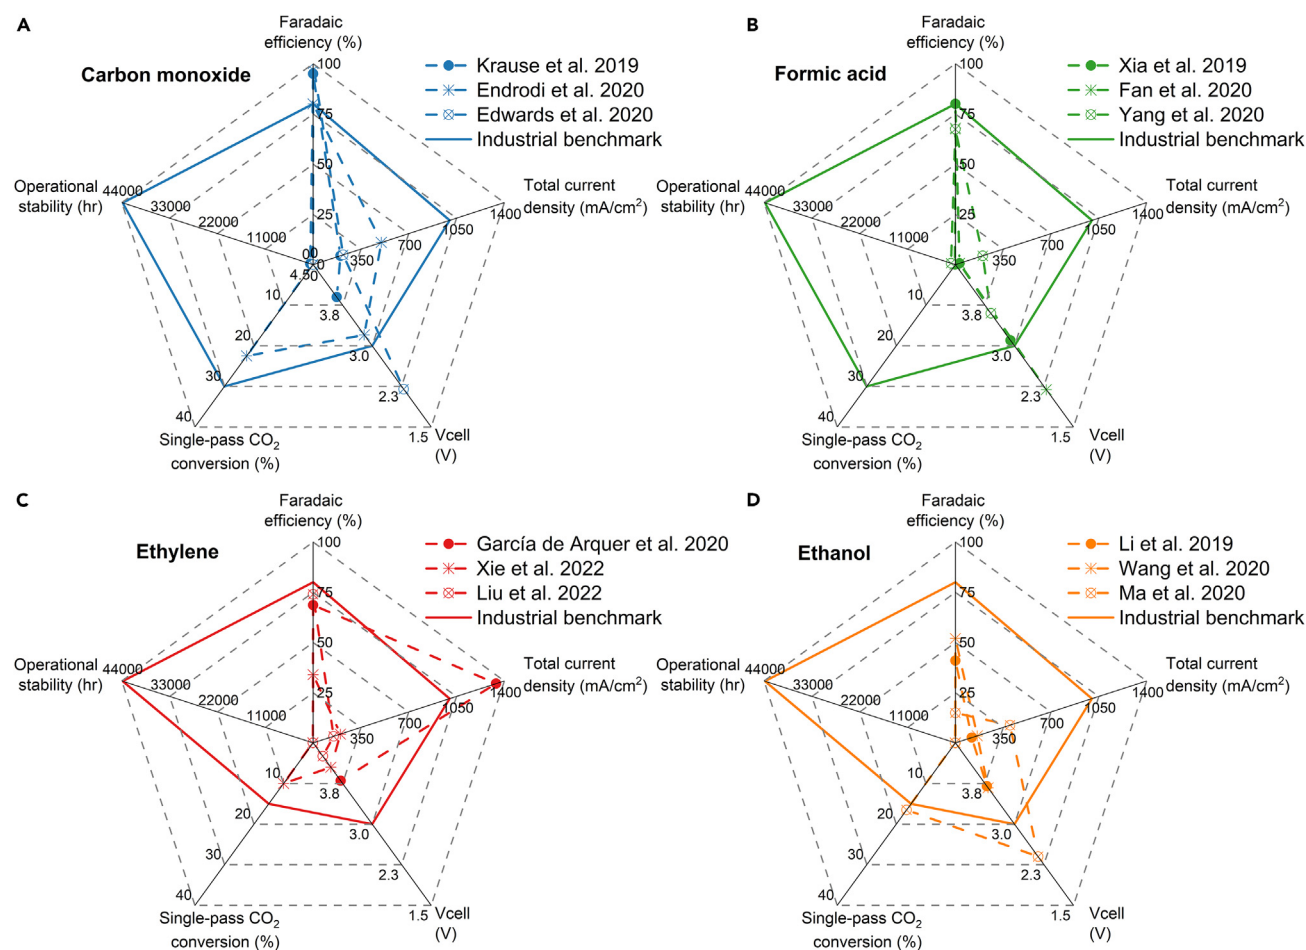 A
Carbon monoxide
Faradaic
efficiency (%)
Krause et al. 2019
Endrodi et al. 2020
Edwards et al. 2020
Industrial benchmark
100
75
50
25
0
Operational
stability (hr)
44000
33000
22000
11000
0
Total current
density (mA/cm²)
1400
1050
700
350
0
4.50
10
20
30
40
Single-pass CO₂
conversion (%)
3.8
3.0
2.3
1.5
Vcell
(V)
B
Formic acid
Faradaic
efficiency (%)
Xia et al. 2019
Fan et al. 2020
Yang et al. 2020
Industrial benchmark
100
75
50
25
Operational
stability (hr)
44000
33000
22000
11000
Total current
density (mA/cm²)
1400
1050
700
350
10
20
30
40
Single-pass CO₂
conversion (%)
3.8
3.0
2.3
1.5
Vcell
(V)
C
Ethylene
Faradaic
efficiency (%)
García de Arquer et al. 2020
Xie et al. 2022
Liu et al. 2022
Industrial benchmark
100
75
50
25
Operational
stability (hr)
44000
33000
22000
11000
Total current
density (mA/cm²)
1400
1050
700
350
10
20
30
40
Single-pass CO₂
conversion (%)
3.8
3.0
2.3
1.5
Vcell
(V)
D
Ethanol
Faradaic
efficiency (%)
Li et al. 2019
Wang et al. 2020
Ma et al. 2020
Industrial benchmark
100
75
50
25
Operational
stability (hr)
44000
33000
22000
11000
Total current
density (mA/cm²)
1400
1050
700
350
10
20
30
40
Single-pass CO₂
conversion (%)
3.8
3.0
2.3
1.5
Vcell
(V)